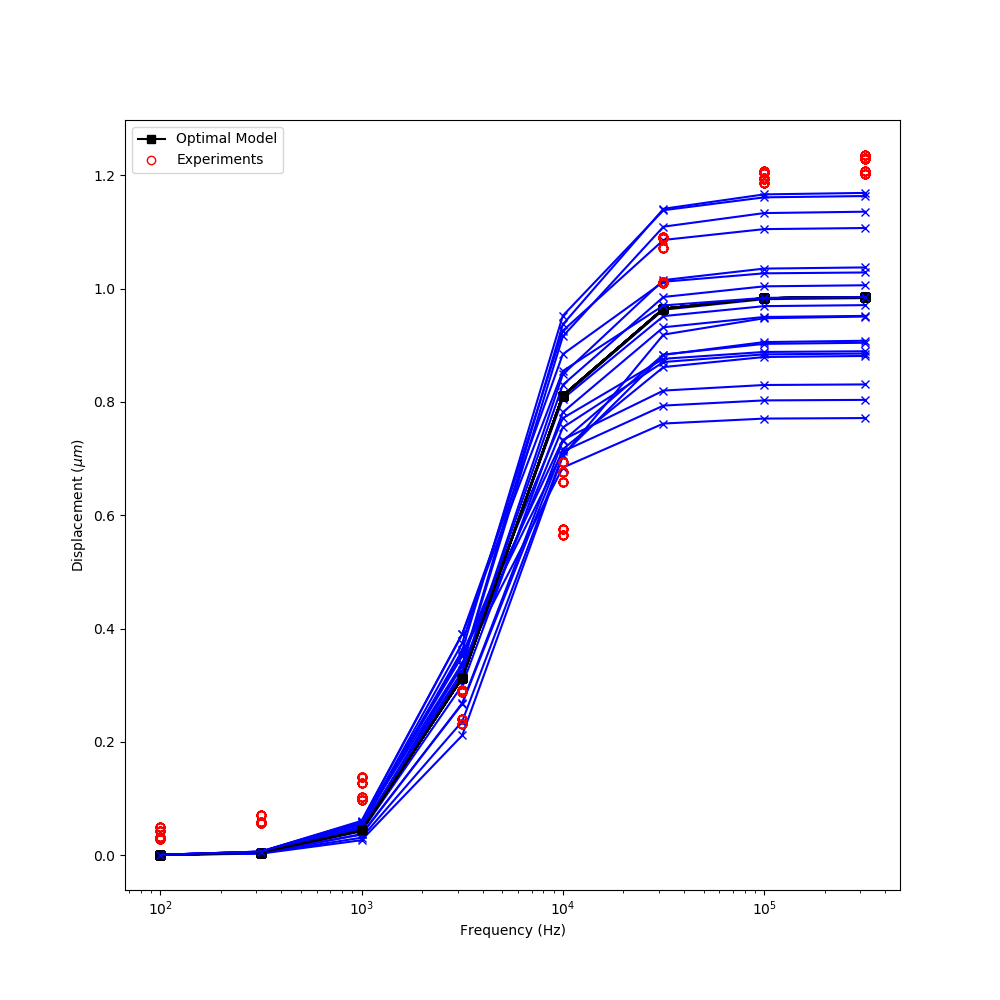 Optimal Model
Experiments
1.2
1.0
0.8
0.6
0.4
0.2
0.0
Displacement (μm)
10²
10³
10⁴
10⁵
Frequency (Hz)